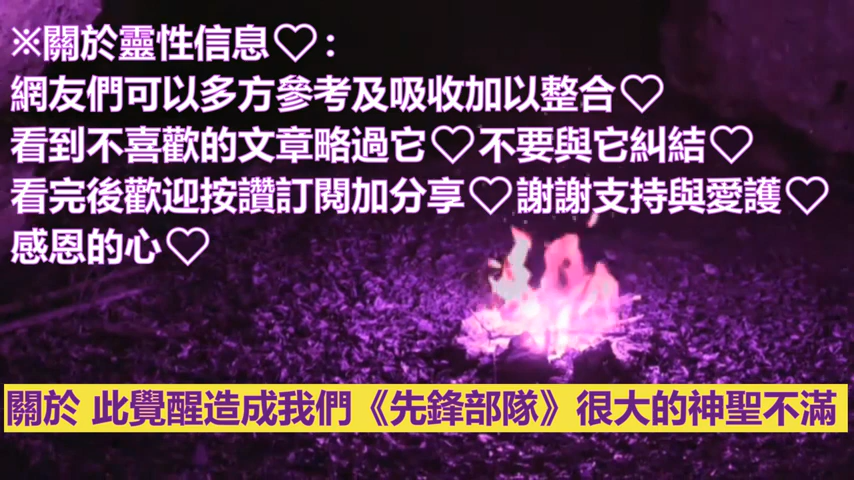 ※關於靈性信息♡:
網友們可以多方參考及吸收加以整合♡
看到不喜歡的文章略過它♡不要與它糾結♡
看完後歡迎按讚訂閱加分享♡謝謝支持與愛護♡
感恩的心♡
關於 此覺醒造成我們《先鋒部隊》很大的神聖不滿